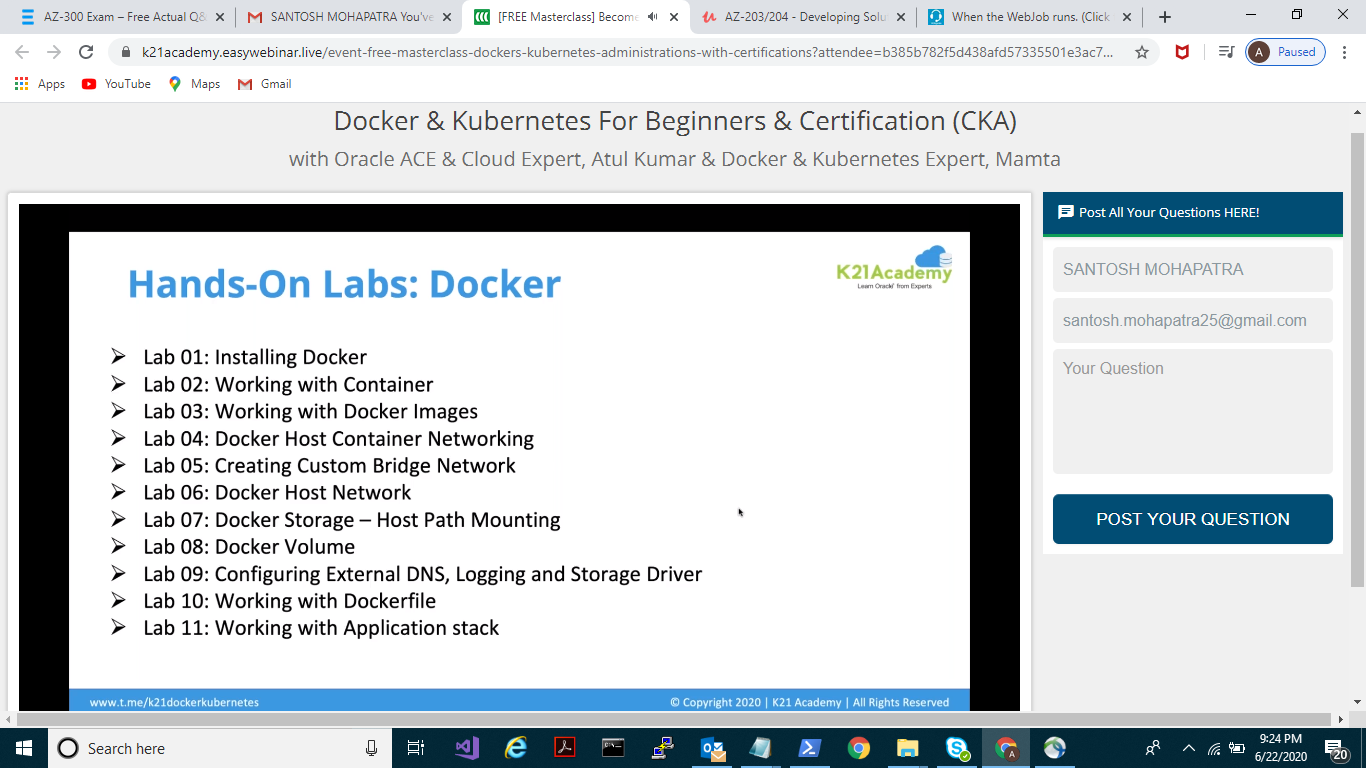 AZ-300 Exam – Free Actual Q&
SANTOSH MOHAPATRA You've
[FREE Masterclass] Become
AZ-203/204 - Developing Solu
When the WebJob runs. (Click
k21academy.easywebinar.live/event-free-masterclass-dockers-kubernetes-administrations-with-certifications?attendee=b385b782f5d438afd57335501e3ac7...
A
Paused
Apps
YouTube
Maps
Gmail
Docker & Kubernetes For Beginners & Certification (CKA)
with Oracle ACE & Cloud Expert, Atul Kumar & Docker & Kubernetes Expert, Mamta
Hands-On Labs: Docker
K21Academy
Learn Oracle from Experts
➢ Lab 01: Installing Docker
➢ Lab 02: Working with Container
➢ Lab 03: Working with Docker Images
➢ Lab 04: Docker Host Container Networking
➢ Lab 05: Creating Custom Bridge Network
➢ Lab 06: Docker Host Network
➢ Lab 07: Docker Storage – Host Path Mounting
➢ Lab 08: Docker Volume
➢ Lab 09: Configuring External DNS, Logging and Storage Driver
➢ Lab 10: Working with Dockerfile
➢ Lab 11: Working with Application stack
www.t.me/k21dockerkubernetes
© Copyright 2020 | K21 Academy | All Rights Reserved
Post All Your Questions HERE!
SANTOSH MOHAPATRA
santosh.mohapatra25@gmail.com
Your Question
POST YOUR QUESTION
Search here
9:24 PM
6/22/2020
20